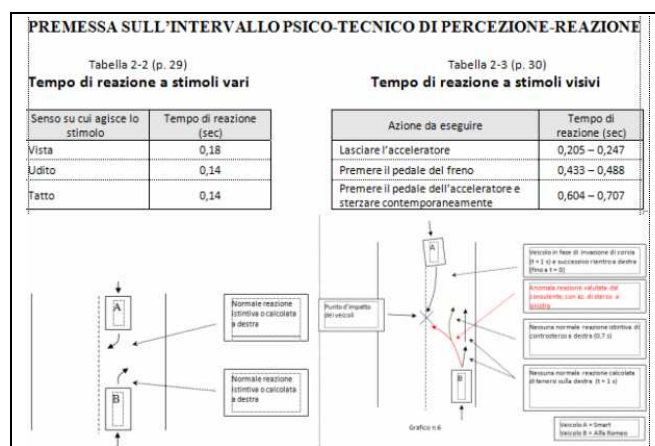 PREMESSA SULL'INTERVALLO PSICO-TECNICO DI PERCEZIONE-REAZIONE
Tabella 2-2 (p. 29)
Tempo di reazione a stimoli vari
Senso su cui agisce lo
stimolo
Tempo di reazione
(sec)
Vista
0,18
Udito
0,14
Tatto
0,14
Tabella 2-3 (p. 30)
Tempo di reazione a stimoli visivi
Azione da eseguire
Tempo di
reazione (sec)
Lasciare l'acceleratore
0,205 – 0,247
Premere il pedale del freno
0,433 – 0,488
Premere il pedale dell'acceleratore e
sterzare contemporaneamente
0,604 – 0,707
A
B
Normale reazione
istintiva o calcolata
a destra
Normale reazione
istintiva o calcolata
a destra
A
Punto d'impatto
dei veicoli
B
Veicolo in fase di invasione di corsia
(t = 1 s) e successivo rientro a destra
(fino a t = 0)
Anomala reazione valutata dal
consulente, con az. di sterzo a
sinistra
Nessuna normale reazione istintiva di
controsterzo a destra (0,7 s)
Nessuna normale reazione calcolata
di tenersi sulla destra (t = 1 s)
Grafico n.6
Veicolo A = Smart
Veicolo B = Alfa Romeo